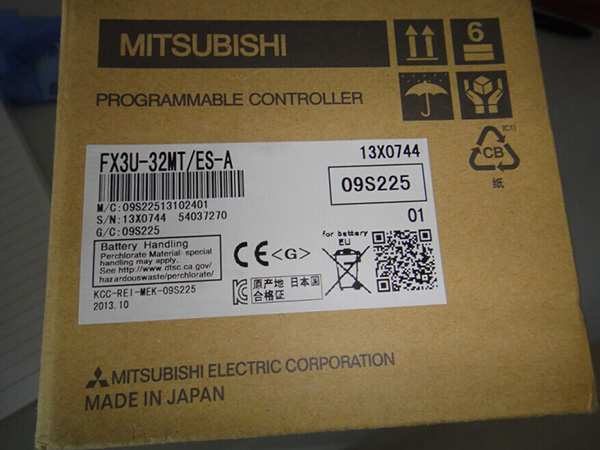 MITSUBISHI
6
PROGRAMMABLE CONTROLLER
(CX)
CB
纸
FX3U-32MT/ES-A
13X0744
09S225
M/C:09S22513102401
S/N:13X0744 54037270
01
G/C:09S225
Battery Handling
Perchlorate Material-special
handling may apply.
See http://www.dtsc.ca.gov/
hazardouswaste/perchlorate/
CE <G>
for battery
EU
原产地 日本国
合格证
KCC-REI-MEK-09S225
2013.10
MITSUBISHI ELECTRIC CORPORATION
MADE IN JAPAN